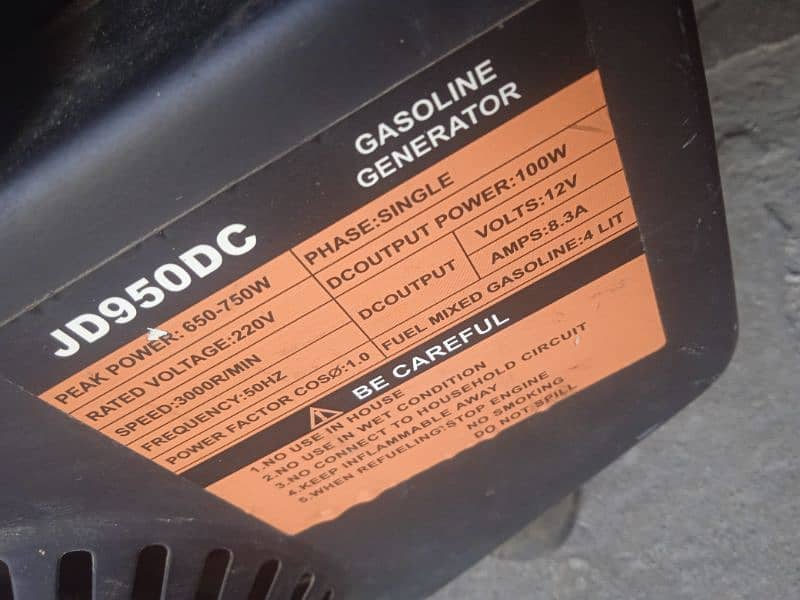 GASOLINE
GENERATOR
JD950DC
PEAK POWER: 650-750W
RATED VOLTAGE:220V
SPEED:3000R/MIN
FREQUENCY:50HZ
POWER FACTOR COSØ:1.0
PHASE:SINGLE
DCOUTPUT POWER:100W
DCOUTPUT
VOLTS:12V
AMPS:8.3A
FUEL MIXED GASOLINE:4 LIT
BE CAREFUL
1.NO USE IN HOUSE
2.NO USE IN WET CONDITION
3.NO CONNECT TO HOUSEHOLD CIRCUIT
4.KEEP INFLAMMABLE AWAY
5.WHEN REFUELING:STOP ENGINE
NO SMOKING
DO NOT SPILL